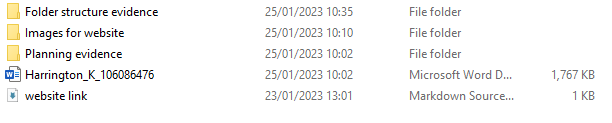 Folder structure evidence 25/01/2023 10:35 File folder
Images for website 25/01/2023 10:10 File folder
Planning evidence 25/01/2023 10:02 File folder
Harrington_K_106086476 25/01/2023 10:02 Microsoft Word D... 1,767 KB
website link 23/01/2023 13:01 Markdown Source... 1 KB